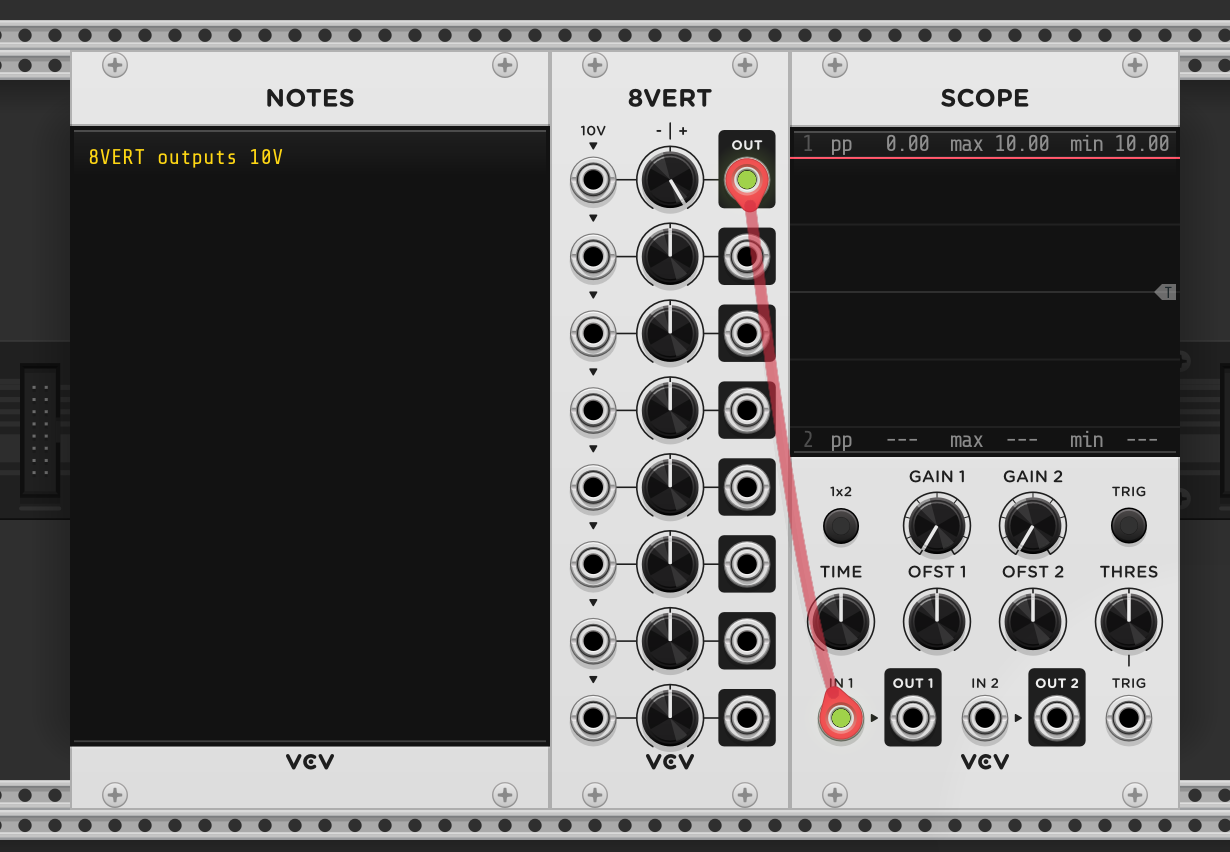 NOTES
8VERT outputs 10V
VCV
8VERT
10V
- | +
OUT
VCV
SCOPE
1 pp 0.00 max 10.00 min 10.00
T
2 pp --- max --- min ---
1x2
GAIN 1
GAIN 2
TRIG
TIME
OFST 1
OFST 2
THRES
IN 1
OUT 1
IN 2
OUT 2
TRIG
VCV